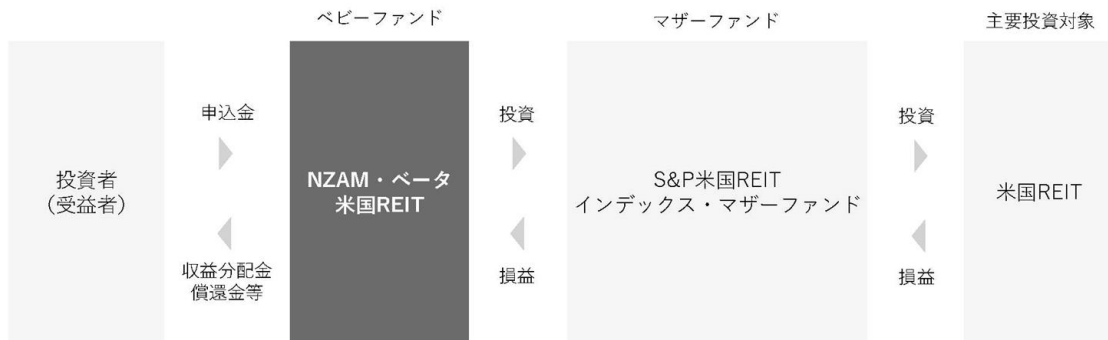 ベビーファンド
マザーファンド
主要投資対象
投資者
（受益者）
申込金
収益分配金
償還金等
NZAM・ベータ
米国REIT
投資
損益
S&P米国REIT
インデックス・マザーファンド
投資
損益
米国REIT